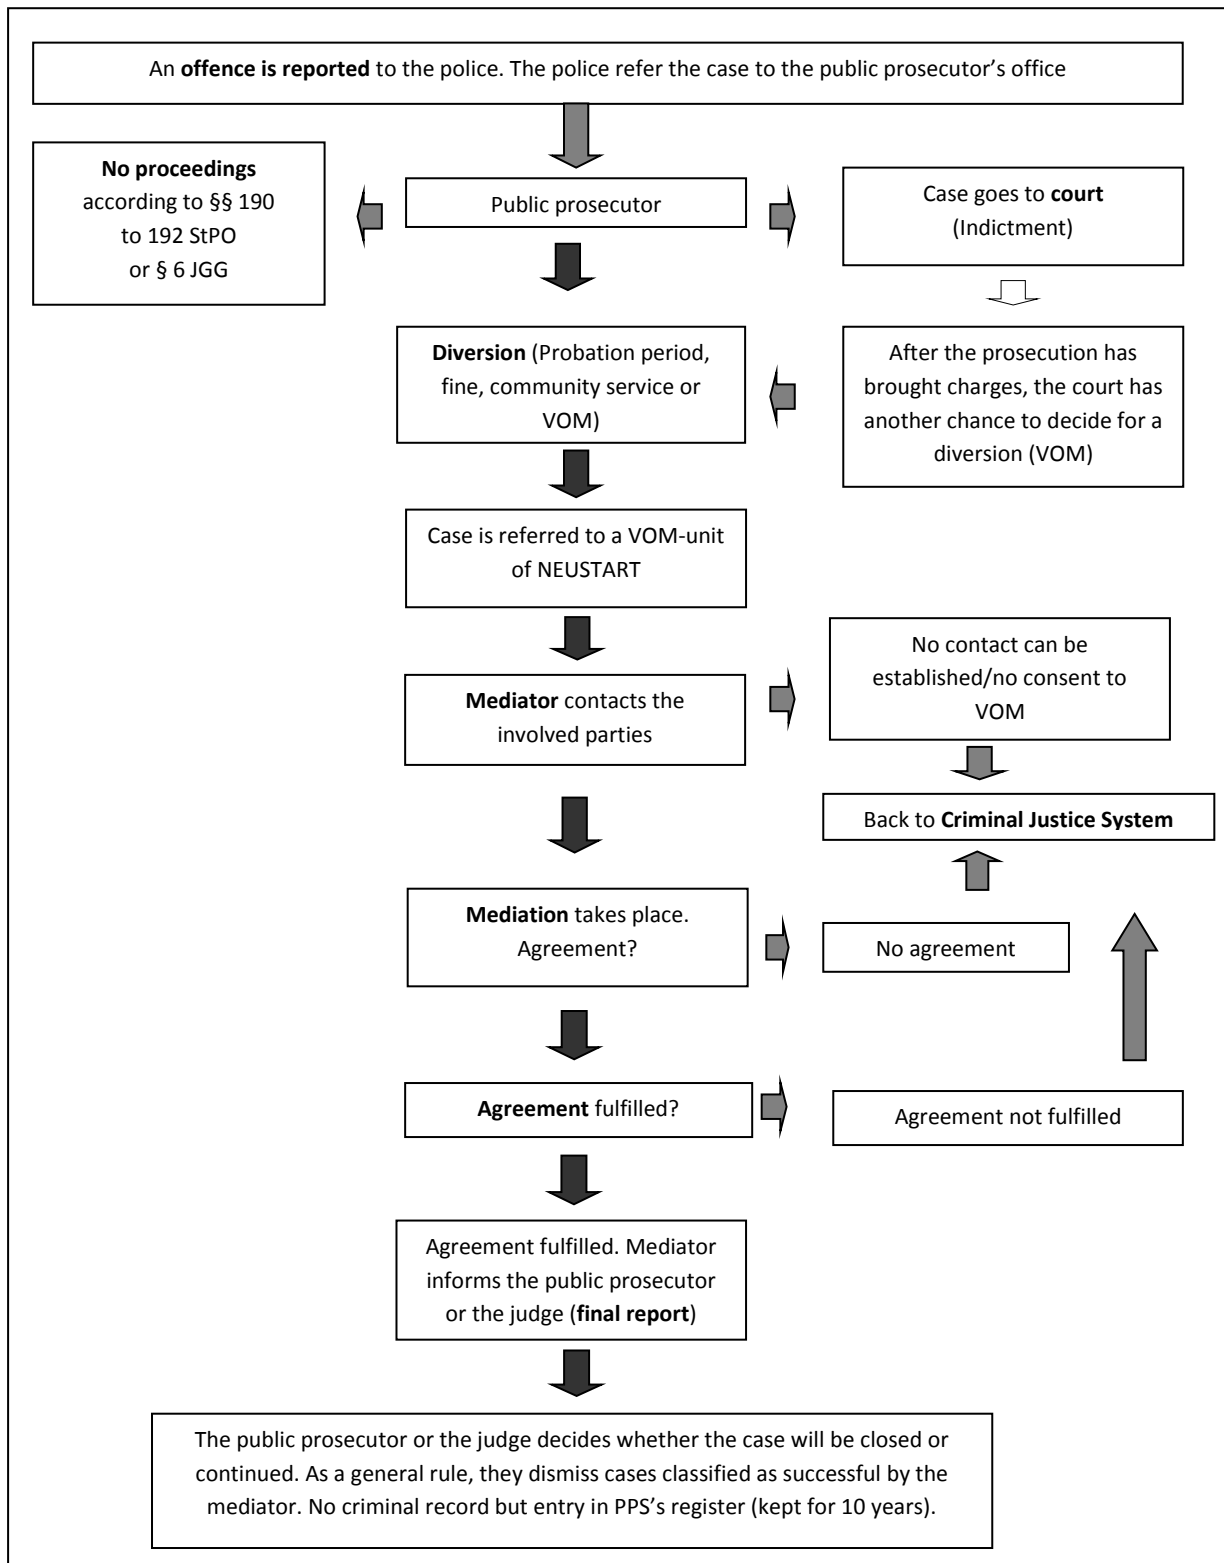 An offence is reported to the police. The police refer the case to the public prosecutor’s office
No proceedings
according to §§ 190
to 192 StPO
or § 6 JGG
Public prosecutor
Case goes to court
(Indictment)
Diversion (Probation period,
fine, community service or
VOM)
After the prosecution has
brought charges, the court has
another chance to decide for a
diversion (VOM)
Case is referred to a VOM-unit
of NEUSTART
Mediator contacts the
involved parties
No contact can be
established/no consent to
VOM
Back to Criminal Justice System
Mediation takes place.
Agreement?
No agreement
Agreement fulfilled?
Agreement not fulfilled
Agreement fulfilled. Mediator
informs the public prosecutor
or the judge (final report)
The public prosecutor or the judge decides whether the case will be closed or
continued. As a general rule, they dismiss cases classified as successful by the
mediator. No criminal record but entry in PPS’s register (kept for 10 years).